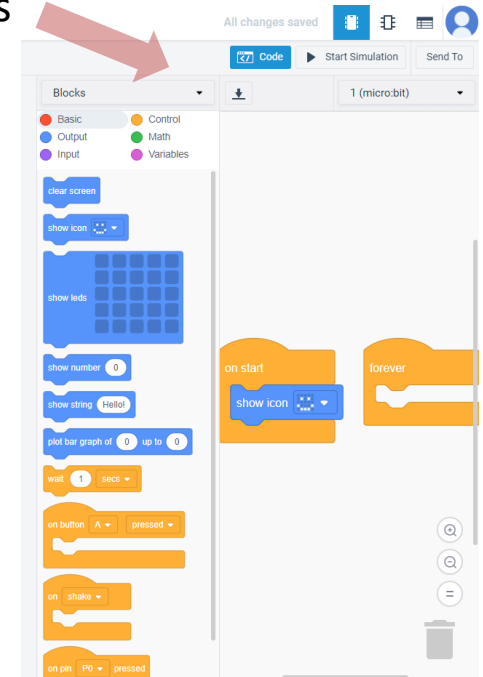 s
All changes saved
Code Start Simulation Send To
Blocks 1 (micro:bit)
Basic Control
Output Math
Input Variables
clear screen
show icon
show leds
show number 0
show string Hello!
plot bar graph of 0 up to 0
wait 1 secs
on button A pressed
on shake
on pin P0 pressed
on start forever
show icon